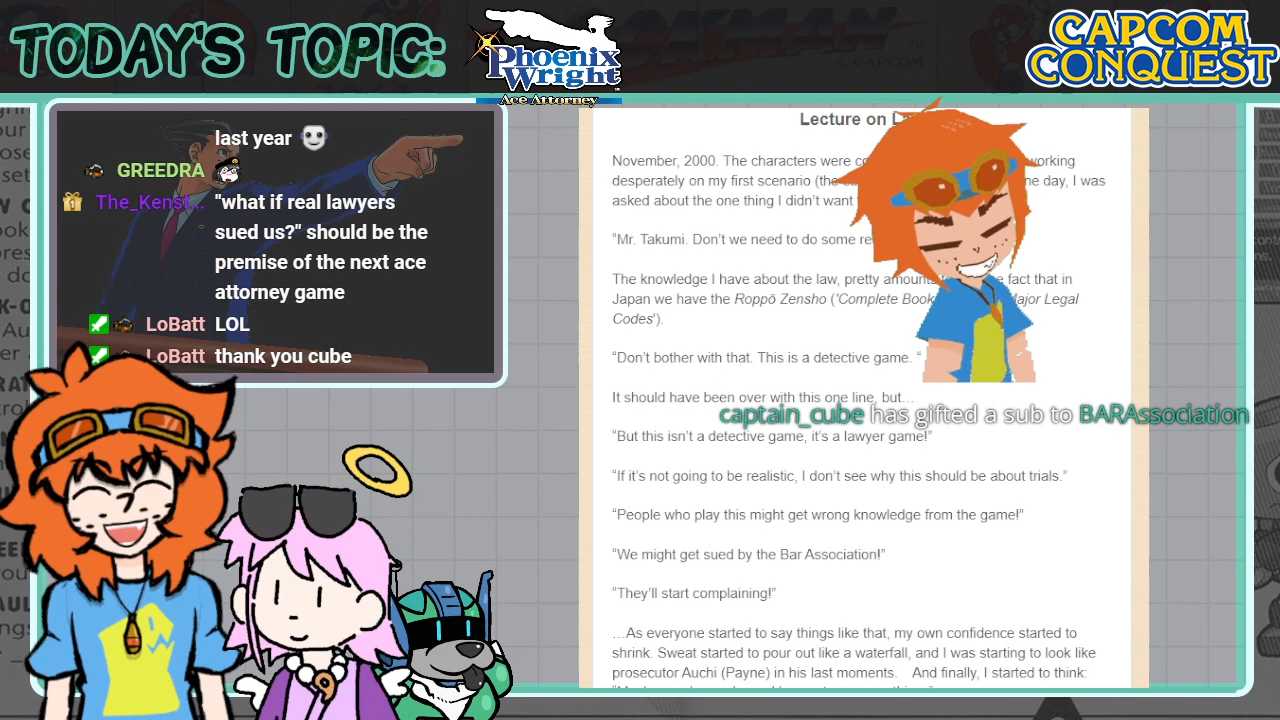 TODAY'S TOPIC:
Phoenix
Wright
Ace Attorney
CAPCOM
CONQUEST
last year
GREEDRA
The_Kenst... "what if real lawyers
sued us?" should be the
premise of the next ace
attorney game
LoBatt LOL
LoBatt thank you cube
Lecture on
November, 2000. The characters were working
desperately on my first scenario (the ne day, I was
asked about the one thing I didn't want
“Mr. Takumi. Don’t we need to do some
The knowledge I have about the law, pretty amounts fact that in
Japan we have the Roppō Zensho ('Complete Book Major Legal
Codes').
“Don’t bother with that. This is a detective game. “
It should have been over with this one line, but…
captain_cube has gifted a sub to BARAssociation
“But this isn’t a detective game, it’s a lawyer game!”
“If it’s not going to be realistic, I don’t see why this should be about trials.”
“People who play this might get wrong knowledge from the game!”
“We might get sued by the Bar Association!”
“They’ll start complaining!”
…As everyone started to say things like that, my own confidence started to
shrink. Sweat started to pour out like a waterfall, and I was starting to look like
prosecutor Auchi (Payne) in his last moments. And finally, I started to think: